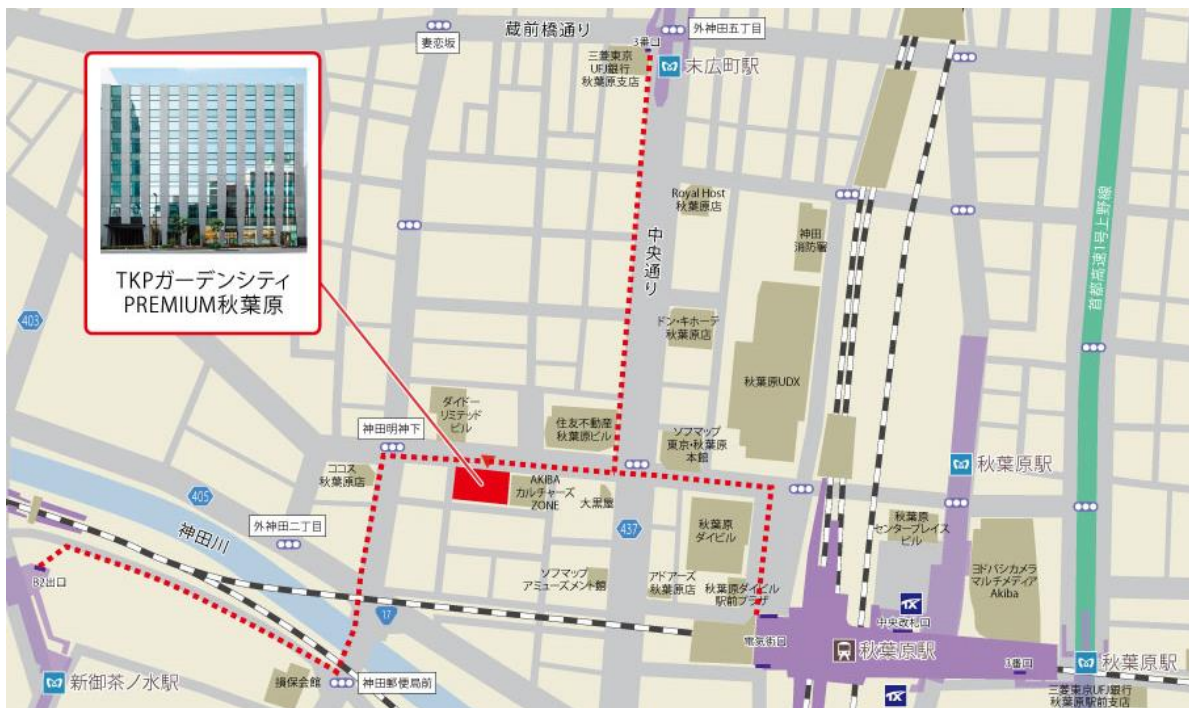 蔵前橋通り
妻恋坂
外神田五丁目
3番口
三菱東京
UFJ銀行
秋葉原支店
末広町駅
TKPガーデンシティ
PREMIUM秋葉原
Royal Host
秋葉原店
中央通り
神田
消防署
首都高速1号上野線
403
ドン・キホーテ
秋葉原店
秋葉原UDX
ダイドー
リミテッド
ビル
神田明神下
住友不動産
秋葉原ビル
ソフマップ
東京・秋葉原
本館
秋葉原駅
ココス
秋葉原店
AKIBA
カルチャーズ
ZONE
大黒屋
405
外神田二丁目
神田川
437
秋葉原
ダイビル
秋葉原
センタープレイス
ビル
B2出口
ソフマップ
アミューズメント館
アドアーズ
秋葉原店
秋葉原ダイビル
駅前プラザ
ヨドバシカメラ
マルチメディア
Akiba
17
TX
中央改札口
電気街口
秋葉原駅
3番口
秋葉原駅
新御茶ノ水駅
損保会館
神田郵便局前
TX
三菱東京UFJ銀行
秋葉原駅前支店